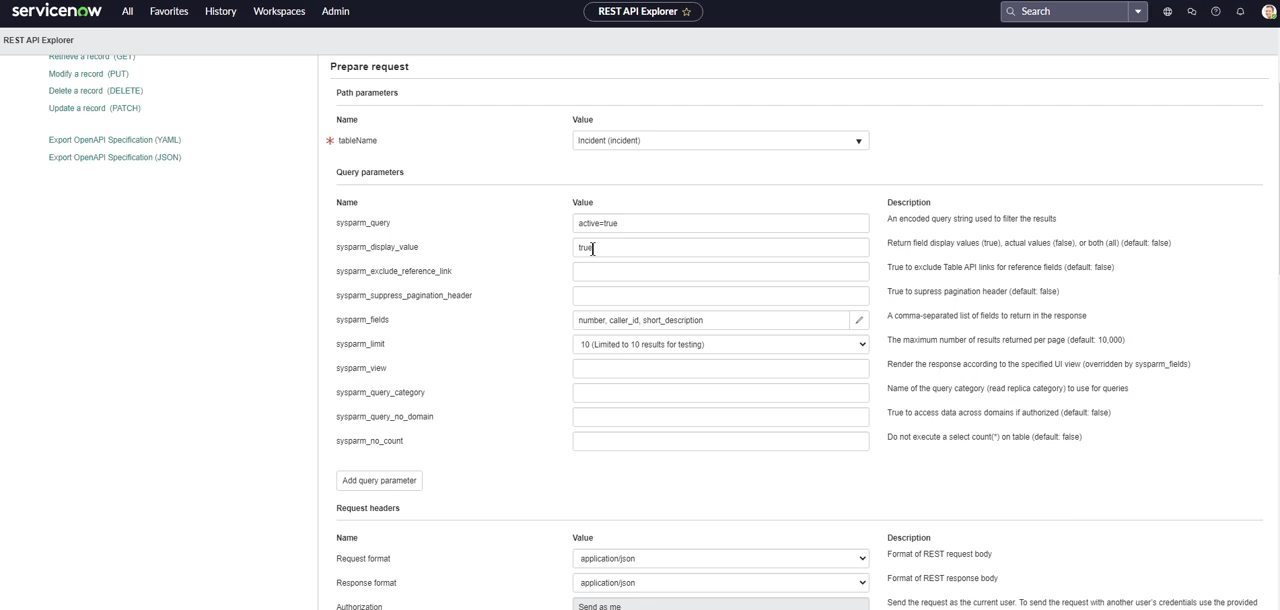 servicenow All Favorites History Workspaces Admin REST API Explorer Search
REST API Explorer
Retrieve a record (GET)
Modify a record (PUT)
Delete a record (DELETE)
Update a record (PATCH)
Export OpenAPI Specification (YAML)
Export OpenAPI Specification (JSON)
Prepare request
Path parameters
Name Value
tableName Incident (incident)
Query parameters
Name Value Description
sysparm_query active=true An encoded query string used to filter the results
sysparm_display_value true Return field display values (true), actual values (false), or both (all) (default: false)
sysparm_exclude_reference_link True to exclude Table API links for reference fields (default: false)
sysparm_suppress_pagination_header True to supress pagination header (default: false)
sysparm_fields number, caller_id, short_description A comma-separated list of fields to return in the response
sysparm_limit 10 (Limited to 10 results for testing) The maximum number of results returned per page (default: 10,000)
sysparm_view Render the response according to the specified UI view (overridden by sysparm_fields)
sysparm_query_category Name of the query category (read replica category) to use for queries
sysparm_query_no_domain True to access data across domains if authorized (default: false)
sysparm_no_count Do not execute a select count(*) on table (default: false)
Add query parameter
Request headers
Name Value Description
Request format application/json Format of REST request body
Response format application/json Format of REST response body
Authorization Send as me Send the request as the current user. To send the request with another user's credentials use the provided